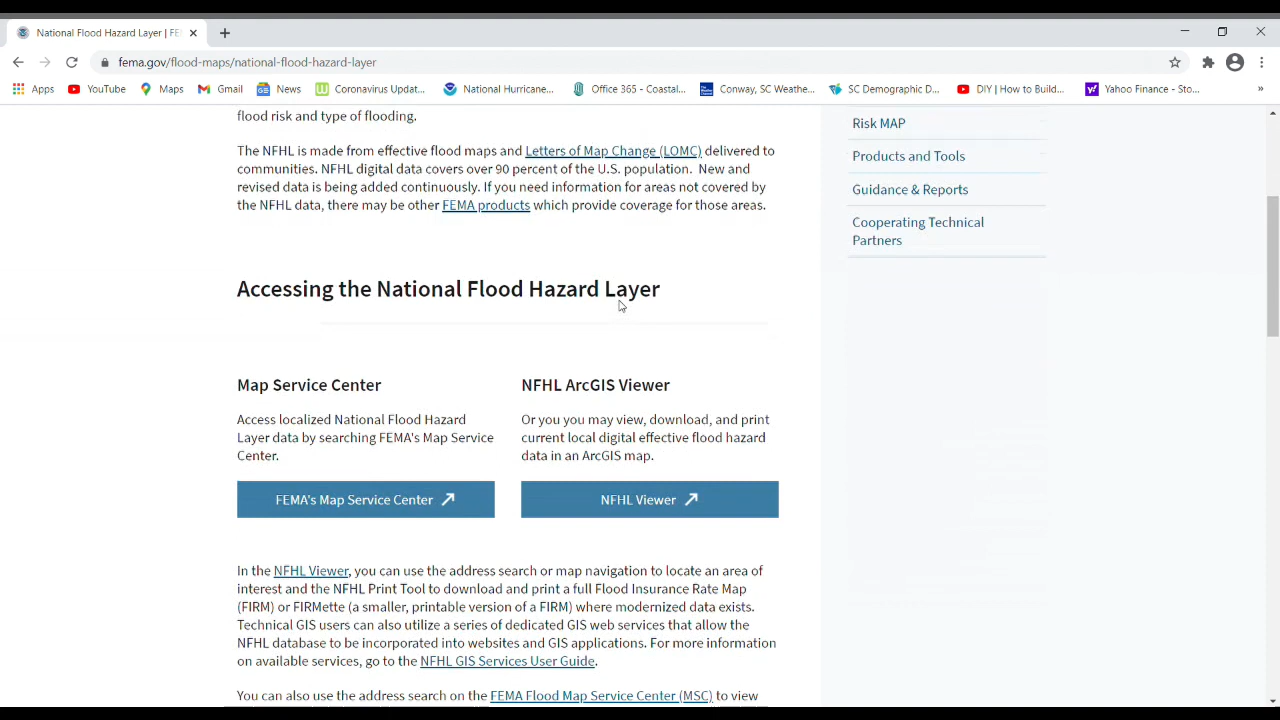 National Flood Hazard Layer | FE
fema.gov/flood-maps/national-flood-hazard-layer
Apps YouTube Maps Gmail News Coronavirus Updat... National Hurricane... Office 365 - Coastal... Conway, SC Weathe... SC Demographic D... DIY | How to Build... Yahoo Finance - Sto... »
flood risk and type of flooding.
The NFHL is made from effective flood maps and Letters of Map Change (LOMC) delivered to
communities. NFHL digital data covers over 90 percent of the U.S. population. New and
revised data is being added continuously. If you need information for areas not covered by
the NFHL data, there may be other FEMA products which provide coverage for those areas.
Accessing the National Flood Hazard Layer
Map Service Center
Access localized National Flood Hazard
Layer data by searching FEMA's Map Service
Center.
FEMA's Map Service Center
NFHL ArcGIS Viewer
Or you you may view, download, and print
current local digital effective flood hazard
data in an ArcGIS map.
NFHL Viewer
In the NFHL Viewer, you can use the address search or map navigation to locate an area of
interest and the NFHL Print Tool to download and print a full Flood Insurance Rate Map
(FIRM) or FIRMette (a smaller, printable version of a FIRM) where modernized data exists.
Technical GIS users can also utilize a series of dedicated GIS web services that allow the
NFHL database to be incorporated into websites and GIS applications. For more information
on available services, go to the NFHL GIS Services User Guide.
You can also use the address search on the FEMA Flood Map Service Center (MSC) to view
Risk MAP
Products and Tools
Guidance & Reports
Cooperating Technical
Partners